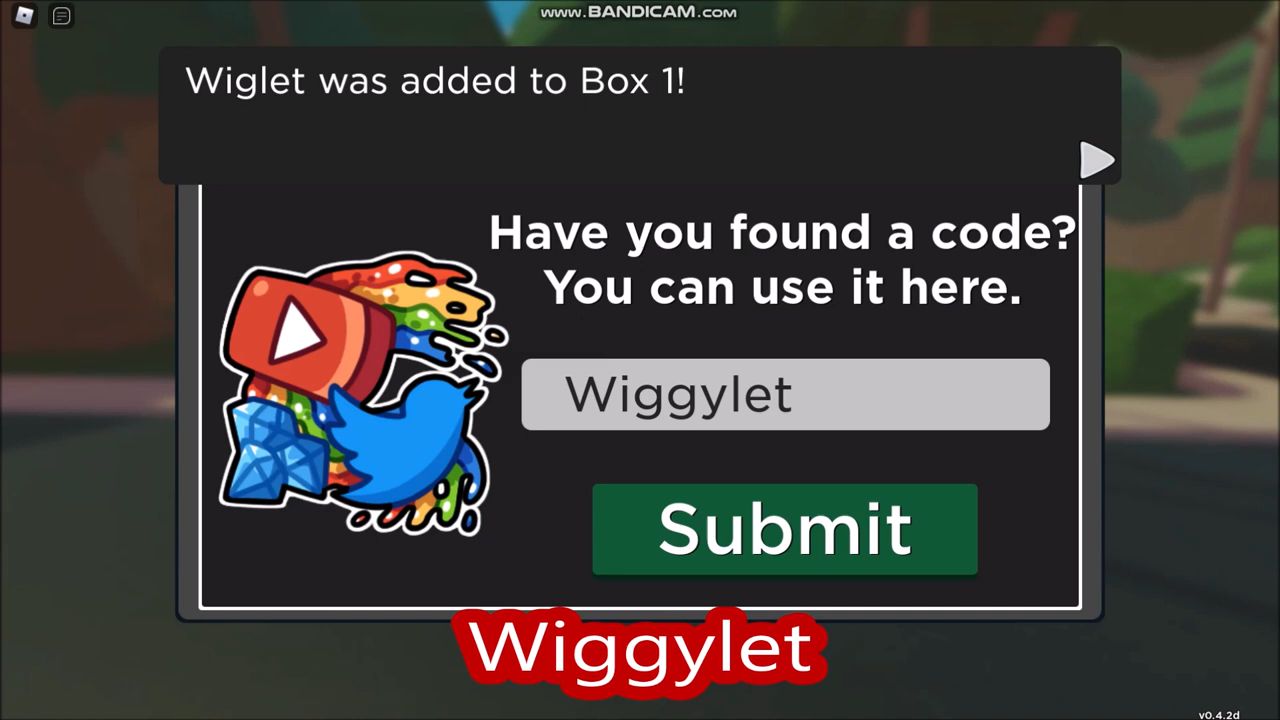 www.BANDICAM.com
Wiglet was added to Box 1!
Have you found a code?
You can use it here.
Wiggylet
Submit
Wiggylet
v0.4.2d